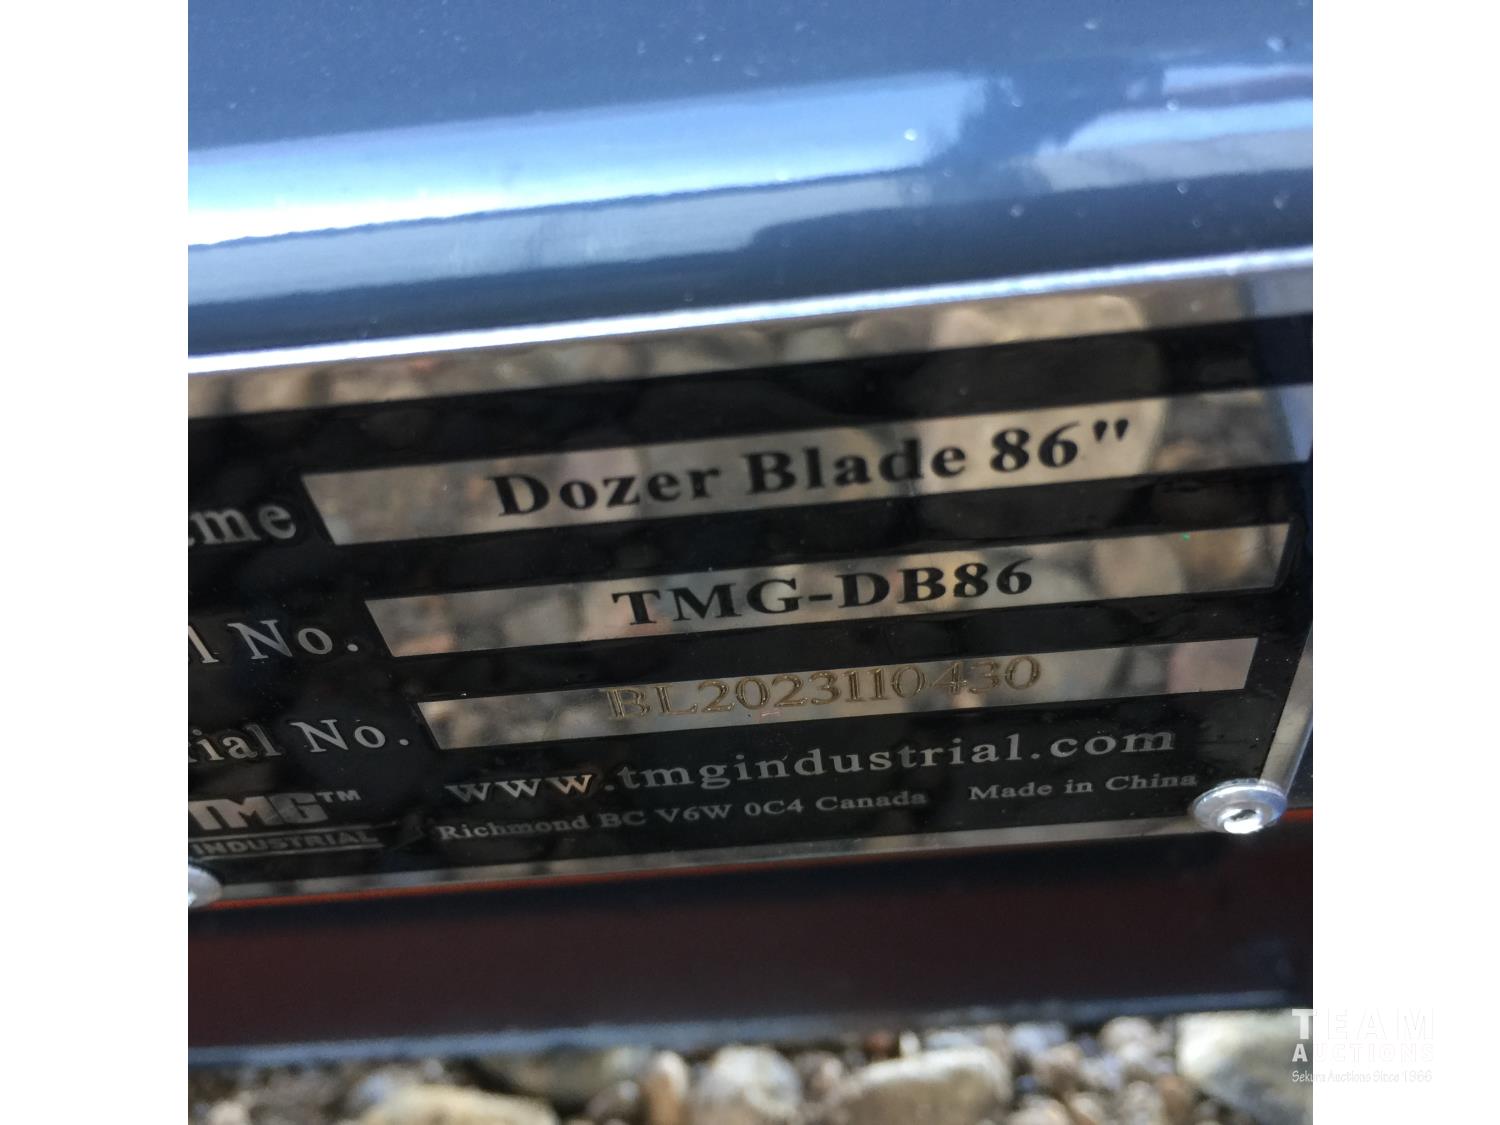 me Dozer Blade 86"
l No. TMG-DB86
ial No. BL2023110430
www.tmgindustrial.com
TMG™
INDUSTRIAL
Richmond BC V6W 0C4 Canada Made in China
TEAM
AUCTIONS
Sekura Auctions Since 1966